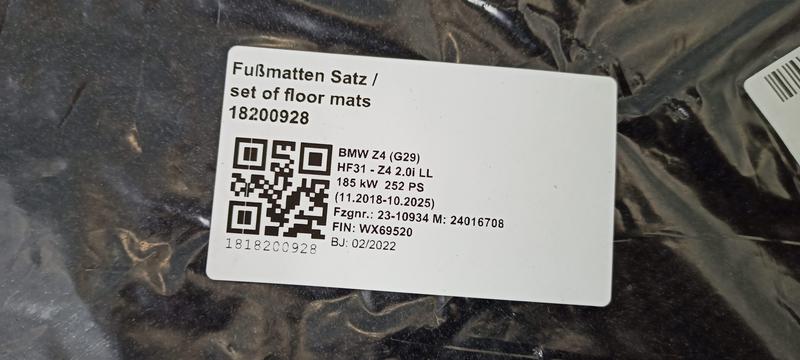 Fußmatten Satz /
set of floor mats
18200928
BMW Z4 (G29)
HF31 - Z4 2.0i LL
185 kW 252 PS
(11.2018-10.2025)
Fzgnr.: 23-10934 M: 24016708
FIN: WX69520
BJ: 02/2022
1818200928